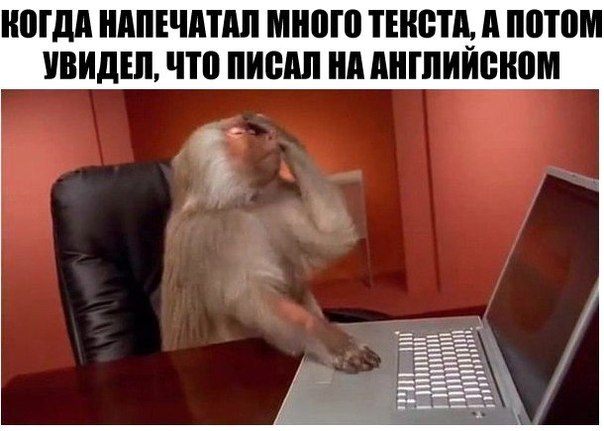 КОГДА НАПЕЧАТАЛ МНОГО ТЕКСТА, А ПОТОМ
УВИДЕЛ, ЧТО ПИСАЛ НА АНГЛИЙСКОМ